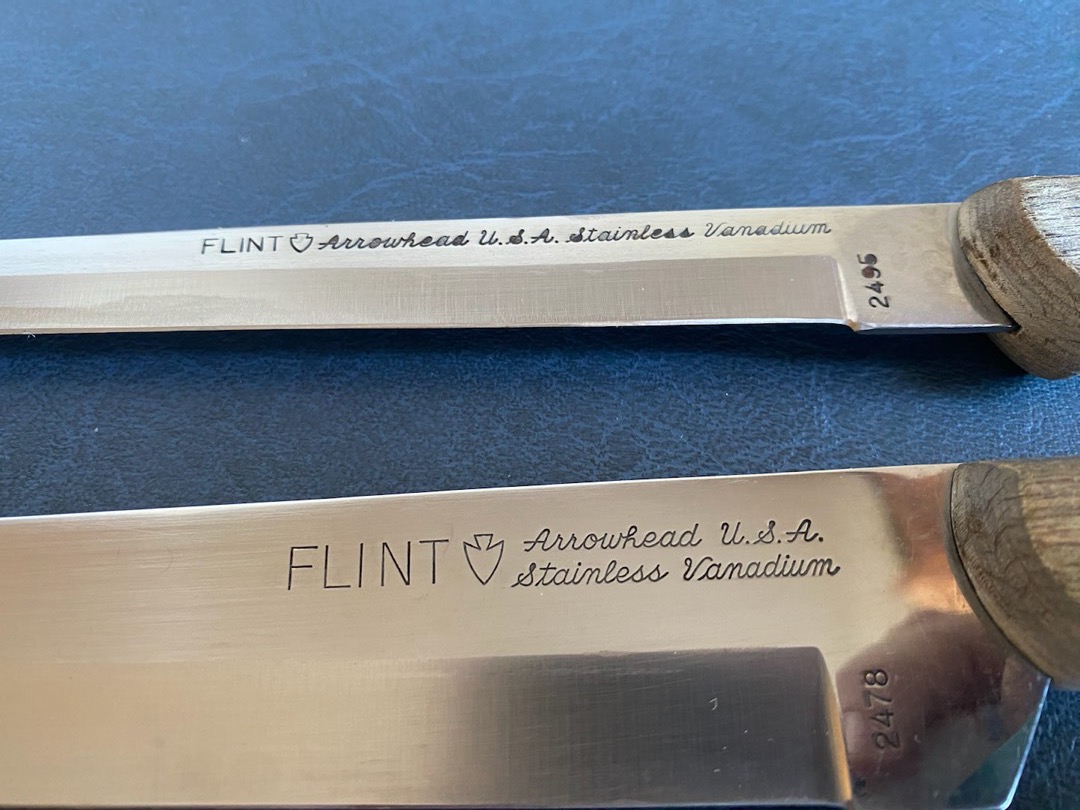 FLINT Arrowhead U.S.A. Stainless Vanadium
2495
FLINT Arrowhead U.S.A.
Stainless Vanadium
2478